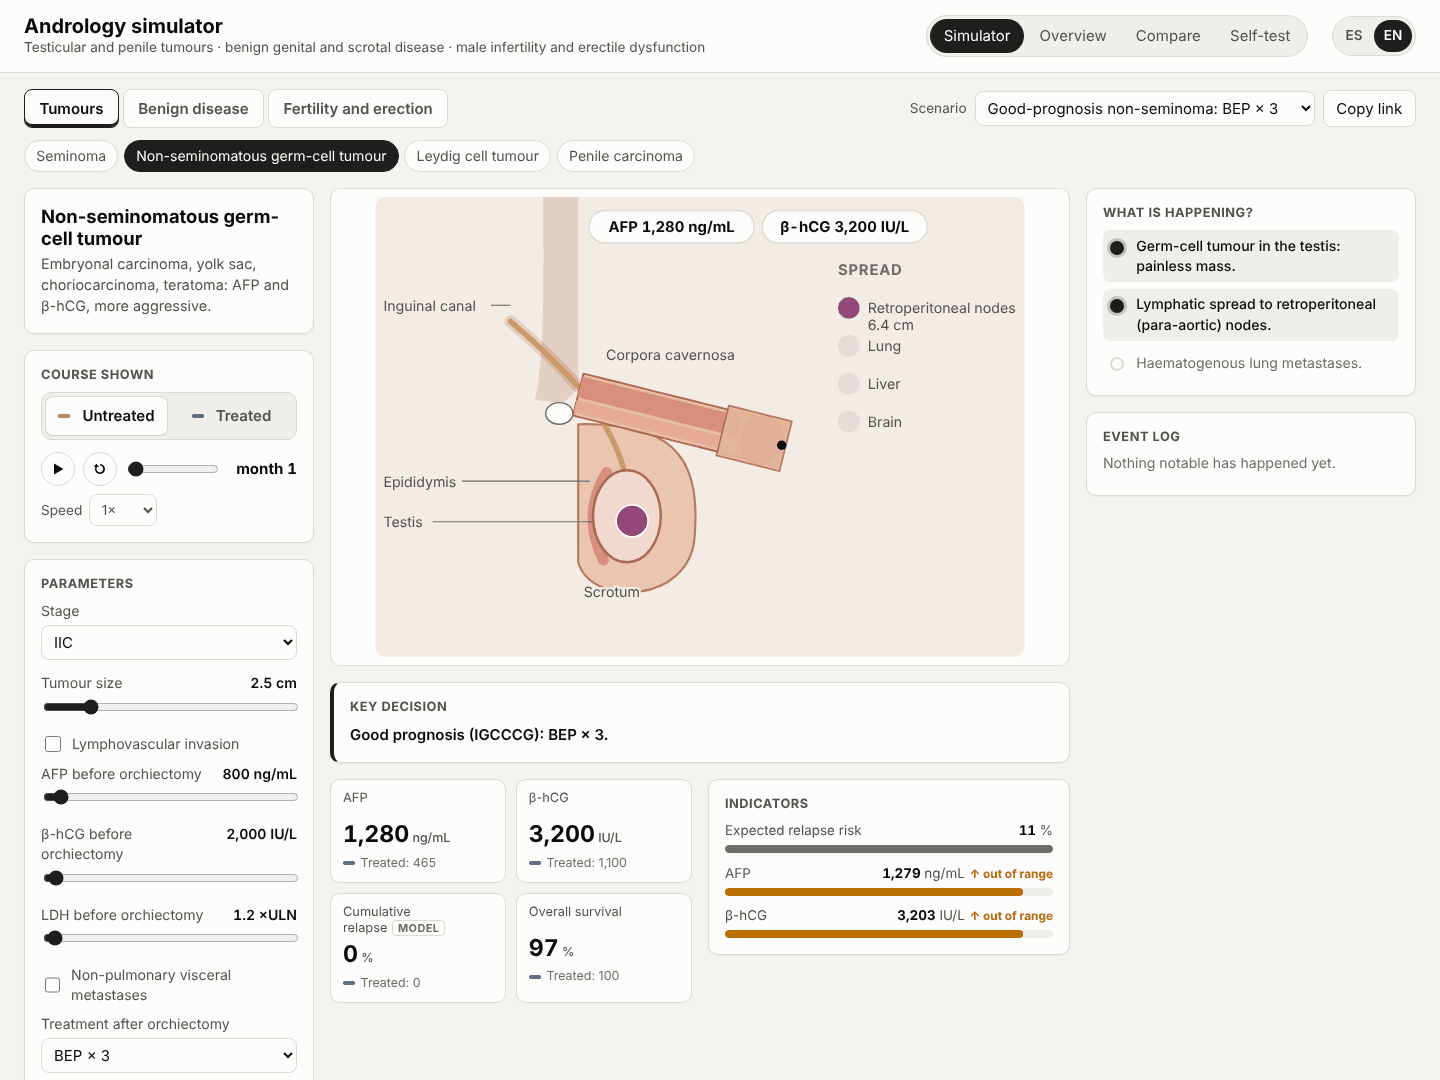 Andrology simulator
Testicular and penile tumours · benign genital and scrotal disease · male infertility and erectile dysfunction
Simulator
Overview
Compare
Self-test
ES
EN
Tumours
Benign disease
Fertility and erection
Scenario
Good-prognosis non-seminoma: BEP × 3
Copy link
Seminoma
Non-seminomatous germ-cell tumour
Leydig cell tumour
Penile carcinoma
Non-seminomatous germ-
cell tumour
Embryonal carcinoma, yolk sac,
choriocarcinoma, teratoma: AFP and
β-hCG, more aggressive.
COURSE SHOWN
Untreated
Treated
month 1
Speed
1×
PARAMETERS
Stage
IIC
Tumour size
2.5 cm
Lymphovascular invasion
AFP before orchiectomy
800 ng/mL
β-hCG before
orchiectomy
2,000 IU/L
LDH before orchiectomy
1.2 ×ULN
Non-pulmonary visceral
metastases
Treatment after orchiectomy
BEP × 3
AFP 1,280 ng/mL
β-hCG 3,200 IU/L
SPREAD
Retroperitoneal nodes
6.4 cm
Lung
Liver
Brain
Inguinal canal
Corpora cavernosa
Epididymis
Testis
Scrotum
KEY DECISION
Good prognosis (IGCCCG): BEP × 3.
AFP
1,280 ng/mL
Treated: 465
β-hCG
3,200 IU/L
Treated: 1,100
Cumulative
relapse MODEL
0 %
Treated: 0
Overall survival
97 %
Treated: 100
INDICATORS
Expected relapse risk
11 %
AFP
1,279 ng/mL ↑ out of range
β-hCG
3,203 IU/L ↑ out of range
WHAT IS HAPPENING?
Germ-cell tumour in the testis:
painless mass.
Lymphatic spread to retroperitoneal
(para-aortic) nodes.
Haematogenous lung metastases.
EVENT LOG
Nothing notable has happened yet.